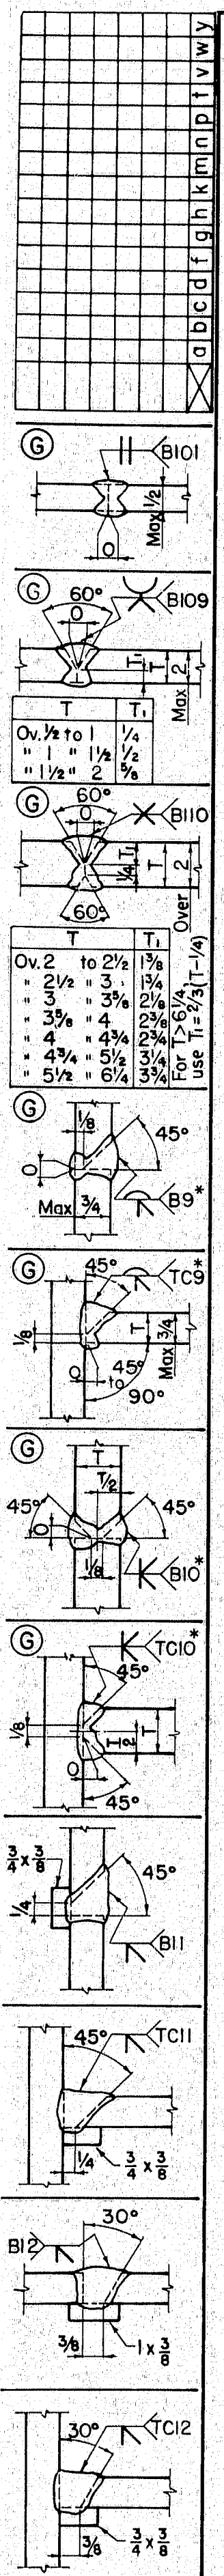 a b c d f g h k m n p t v w y
G
B101
0
Max 1/2
G
60°
0
B109
T1
T
2
Max
T T1
Ov. 1/2 to 1 1/4
" 1 " 1 1/2 1/2
" 1 1/2 " 2 5/8
G
60°
0
B110
T1
1/4
T
2
Over
60°
T T1
Ov. 2 to 2 1/2 1 3/8
" 2 1/2 " 3 1 3/4
" 3 " 3 5/8 2 1/8
" 3 5/8 " 4 2 3/8
" 4 " 4 3/4 2 3/4
" 4 3/4 " 5 1/2 3 1/4
" 5 1/2 " 6 1/4 3 3/4
For T > 6 1/4,
use T1 = 2/3 (T - 1/4)
G
1/8
45°
0
Max 3/4
B9*
G
45°
TC9*
1/8
T
Max 3/4
0
45°
to
90°
G
T
T/2
45°
45°
0
1/8
B10*
G
TC10*
45°
1/8
T/2
T
0
45°
3/4 x 3/8
45°
1/4
B11
45°
TC11
1/4
3/4 x 3/8
B12
30°
3/8
1 x 3/8
30°
TC12
3/8
3/4 x 3/8